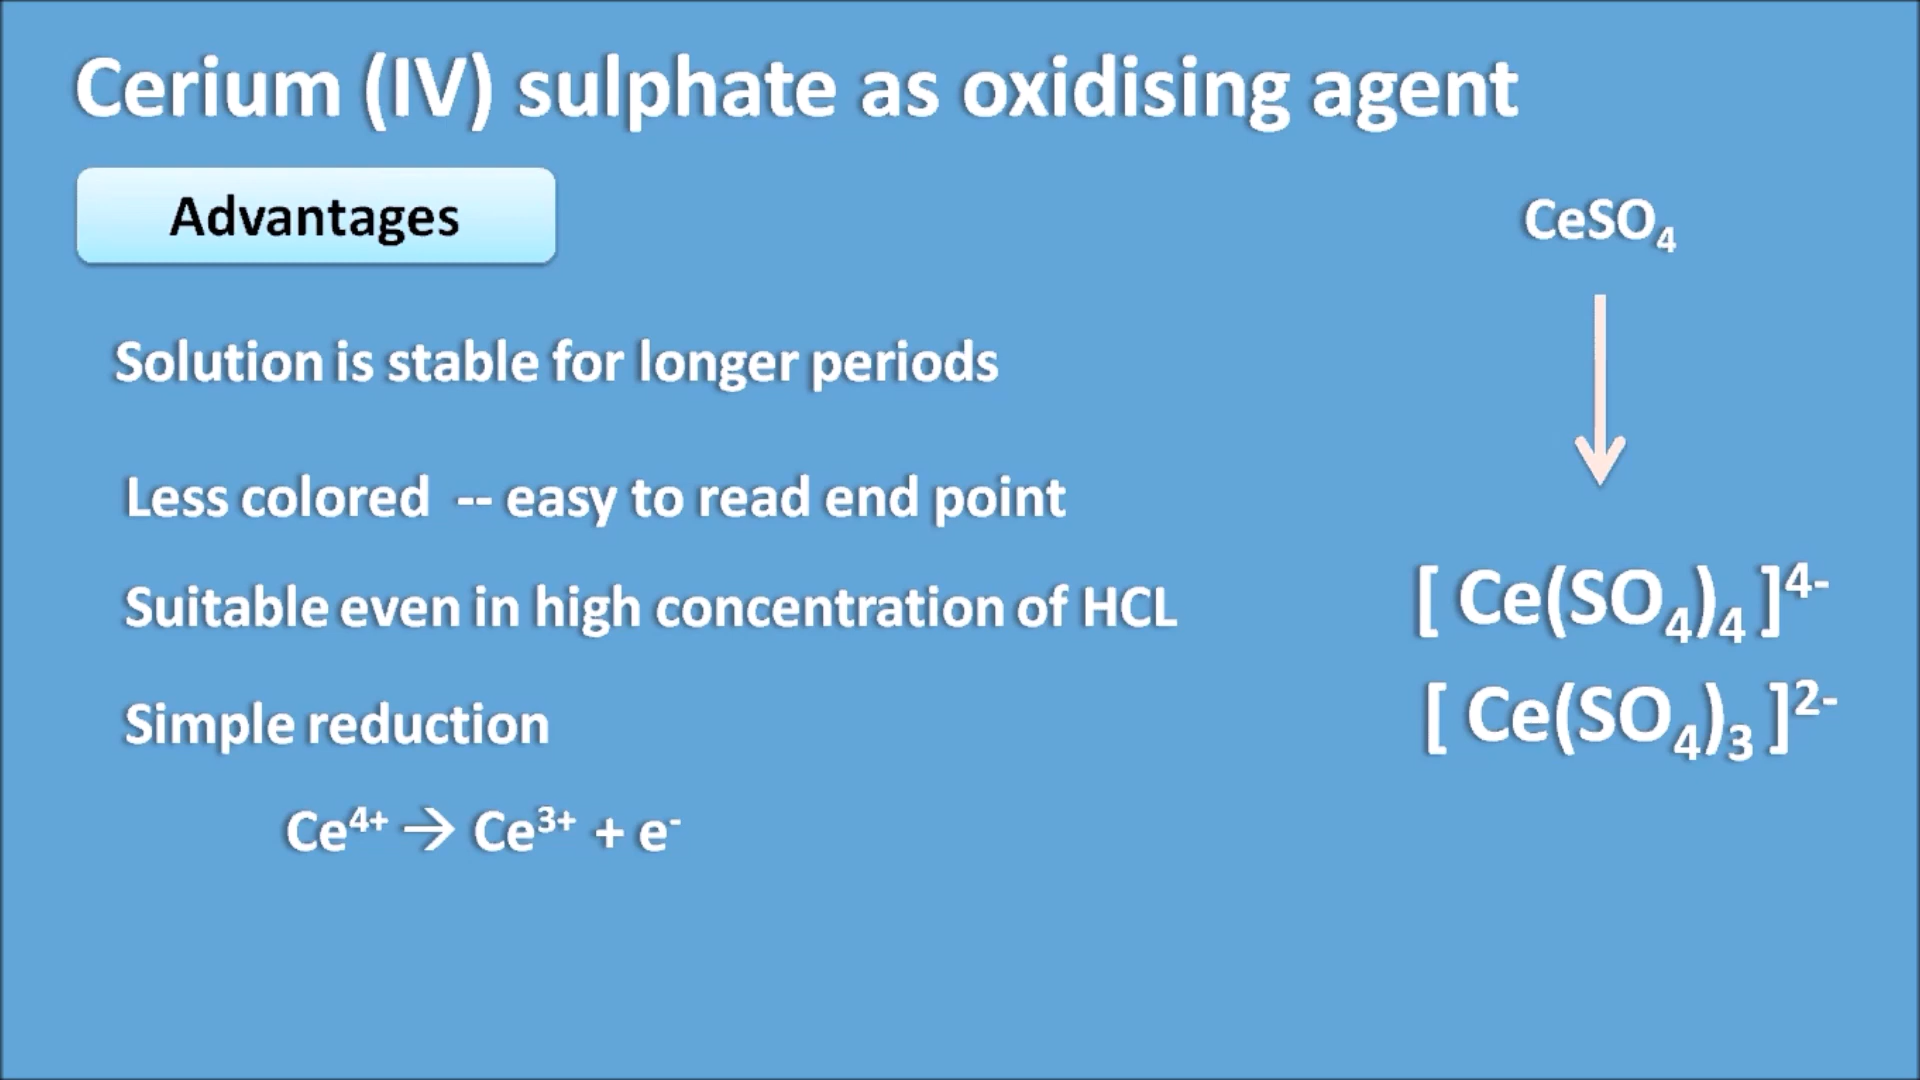 Cerium (IV) sulphate as oxidising agent
Advantages
CeSO₄
Solution is stable for longer periods
Less colored -- easy to read end point
Suitable even in high concentration of HCL
Simple reduction
Ce⁴⁺ → Ce³⁺ + e⁻
[ Ce(SO₄)₄ ]⁴⁻
[ Ce(SO₄)₃ ]²⁻